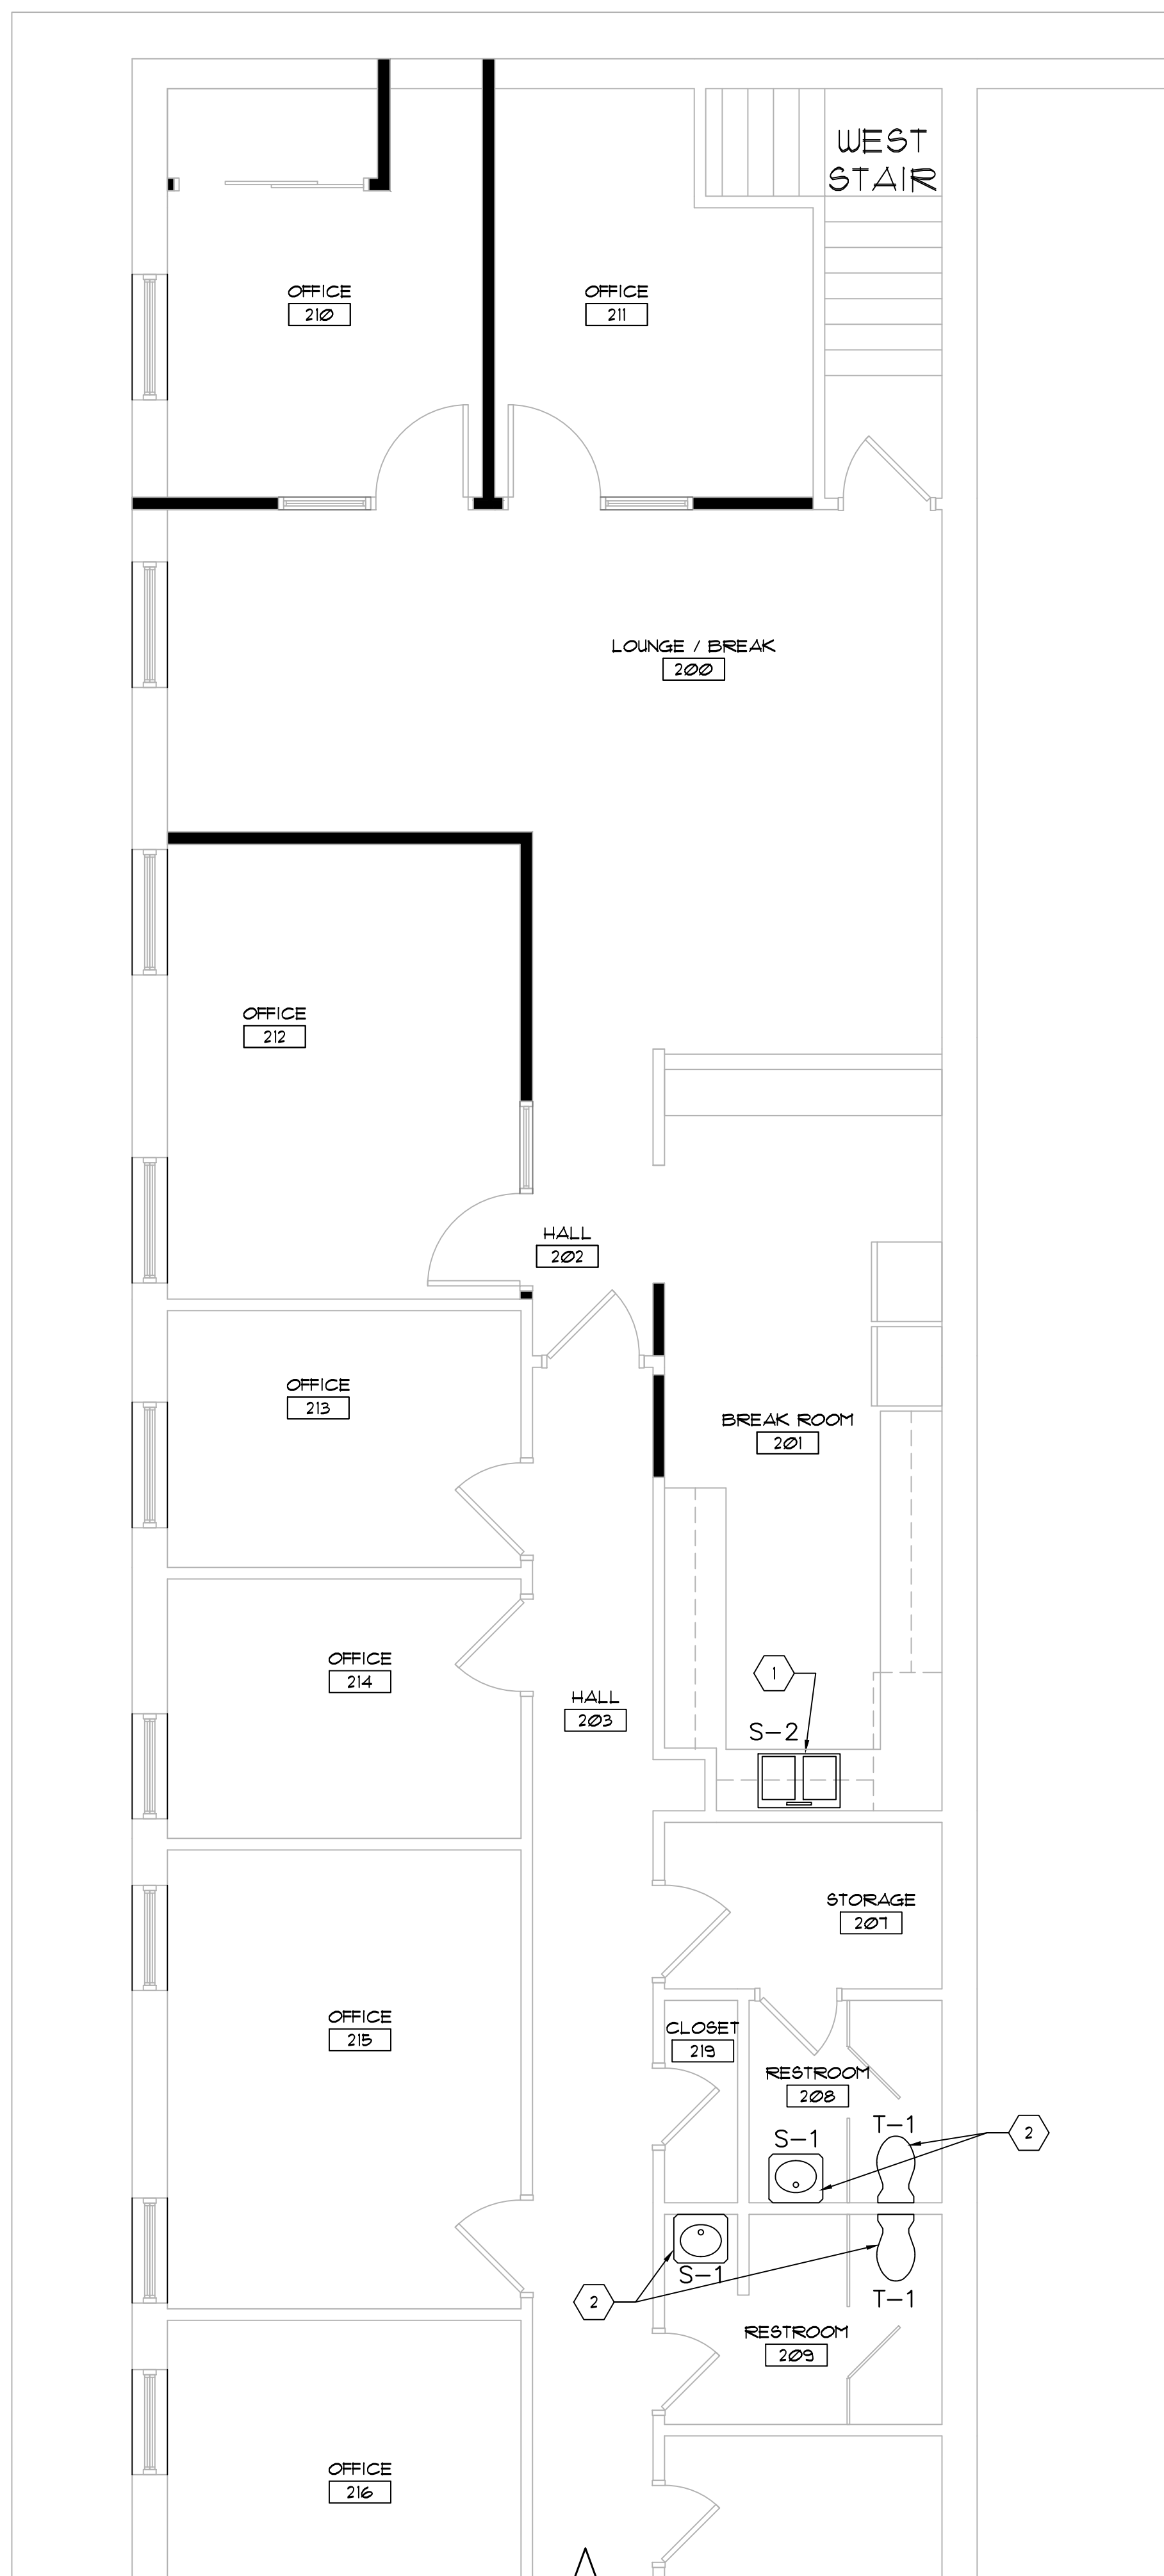 WEST
STAIR
OFFICE
210
OFFICE
211
LOUNGE / BREAK
200
OFFICE
212
HALL
202
OFFICE
213
BREAK ROOM
201
OFFICE
214
1
HALL
203
S-2
STORAGE
207
OFFICE
215
CLOSET
219
RESTROOM
208
T-1
2
S-1
S-1
2
T-1
RESTROOM
209
OFFICE
216